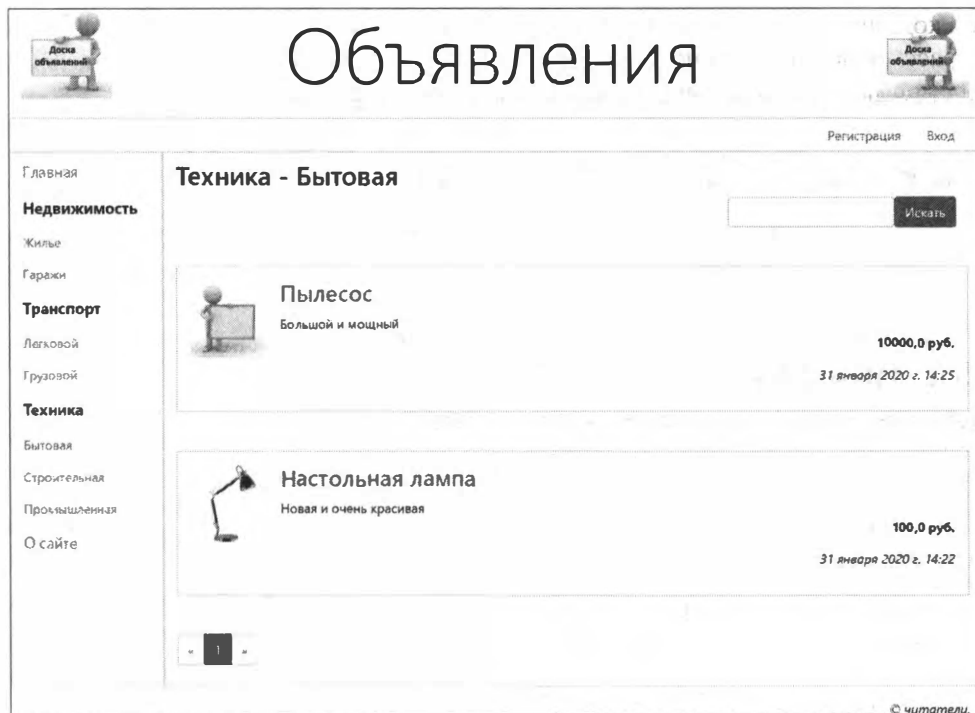 Доска
объявлений
Объявления
Доска
объявлений
Регистрация Вход
Главная
Недвижимость
Жилье
Гаражи
Транспорт
Легковой
Грузовой
Техника
Бытовая
Строительная
Промышленная
О сайте
Техника - Бытовая
Искать
Пылесос
Большой и мощный
10000,0 руб.
31 января 2020 г. 14:25
Настольная лампа
Новая и очень красивая
100,0 руб.
31 января 2020 г. 14:22
« 1 »
© читатели.